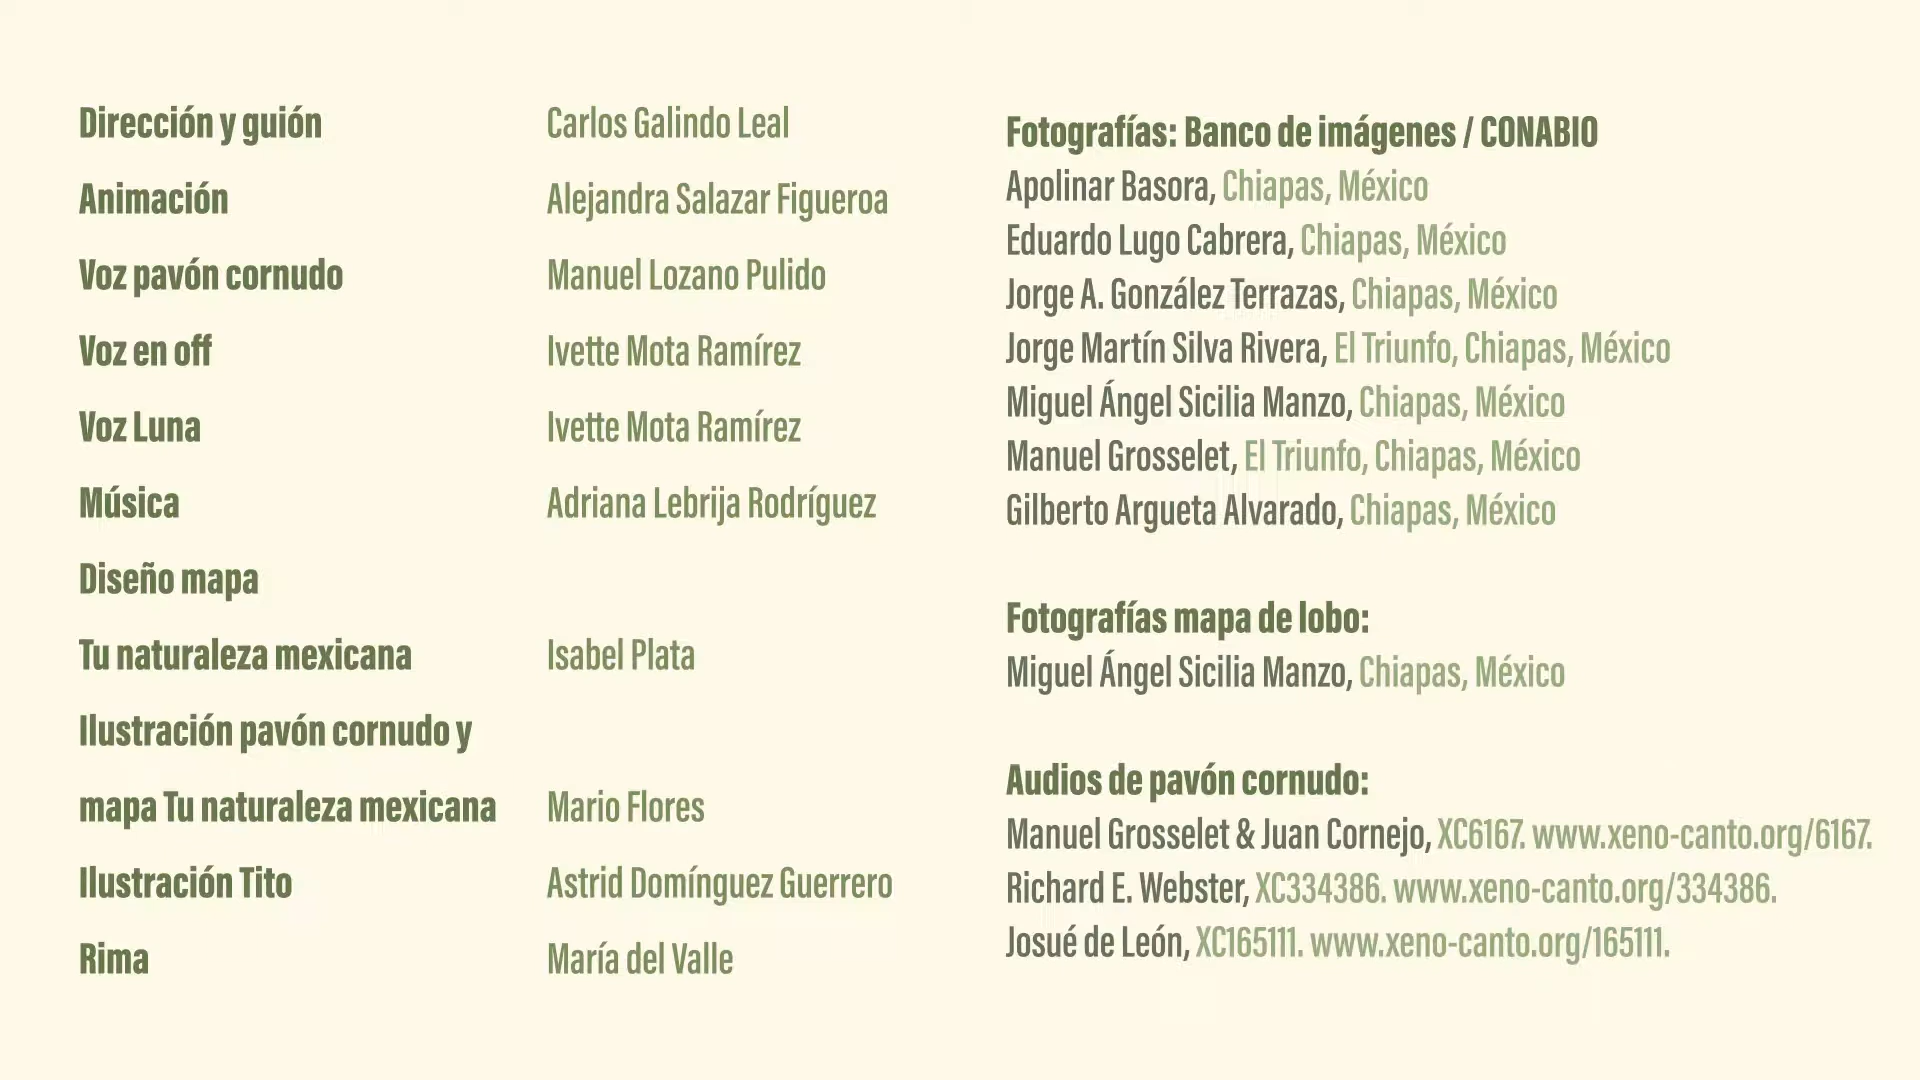 Dirección y guión Carlos Galindo Leal
Animación Alejandra Salazar Figueroa
Voz pavón cornudo Manuel Lozano Pulido
Voz en off Ivette Mota Ramírez
Voz Luna Ivette Mota Ramírez
Música Adriana Lebrija Rodríguez
Diseño mapa
Tu naturaleza mexicana Isabel Plata
Ilustración pavón cornudo y
mapa Tu naturaleza mexicana Mario Flores
Ilustración Tito Astrid Domínguez Guerrero
Rima María del Valle
Fotografías: Banco de imágenes / CONABIO
Apolinar Basora, Chiapas, México
Eduardo Lugo Cabrera, Chiapas, México
Jorge A. González Terrazas, Chiapas, México
Jorge Martín Silva Rivera, El Triunfo, Chiapas, México
Miguel Ángel Sicilia Manzo, Chiapas, México
Manuel Grosselet, El Triunfo, Chiapas, México
Gilberto Argueta Alvarado, Chiapas, México
Fotografías mapa de lobo:
Miguel Ángel Sicilia Manzo, Chiapas, México
Audios de pavón cornudo:
Manuel Grosselet & Juan Cornejo, XC6167. www.xeno-canto.org/6167.
Richard E. Webster, XC334386. www.xeno-canto.org/334386.
Josué de León, XC165111. www.xeno-canto.org/165111.